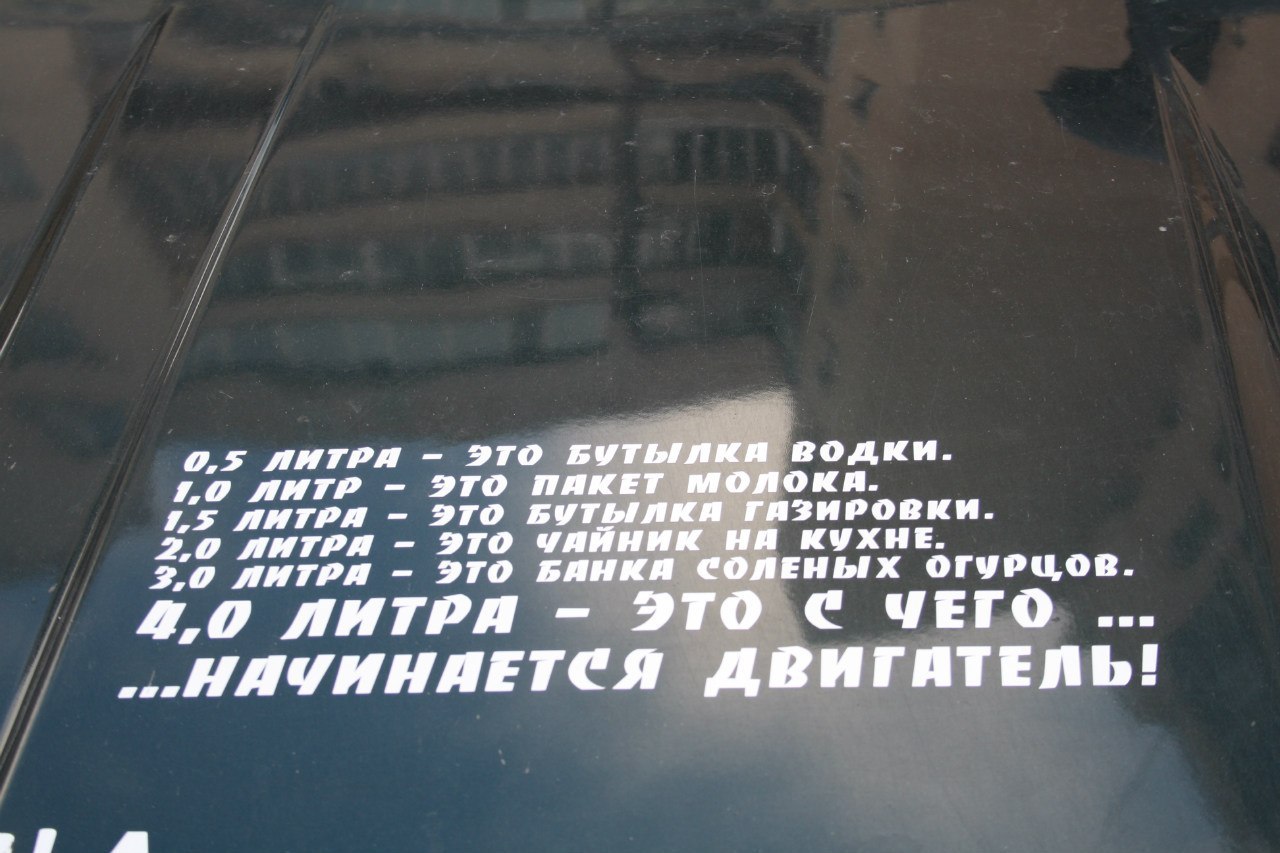 0,5 ЛИТРА – ЭТО БУТЫЛКА ВОДКИ.
1,0 ЛИТР – ЭТО ПАКЕТ МОЛОКА.
1,5 ЛИТРА – ЭТО БУТЫЛКА ГАЗИРОВКИ.
2,0 ЛИТРА – ЭТО ЧАЙНИК НА КУХНЕ.
3,0 ЛИТРА – ЭТО БАНКА СОЛЕНЫХ ОГУРЦОВ.
4,0 ЛИТРА – ЭТО С ЧЕГО ...
...НАЧИНАЕТСЯ ДВИГАТЕЛЬ!